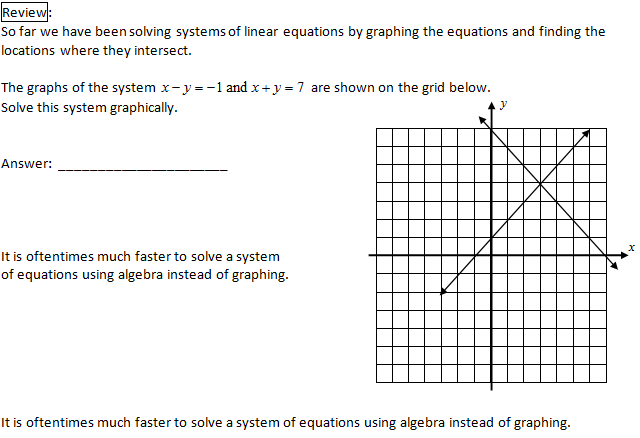 Review:
So far we have been solving systems of linear equations by graphing the equations and finding the
locations where they intersect.
The graphs of the system x − y = −1 and x + y = 7 are shown on the grid below.
Solve this system graphically.
y
Answer: ______________________
x
It is oftentimes much faster to solve a system
of equations using algebra instead of graphing.
It is oftentimes much faster to solve a system of equations using algebra instead of graphing.